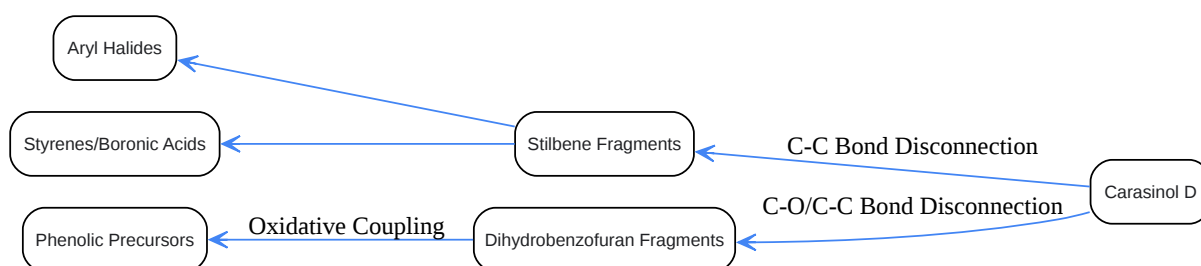 Aryl Halides
Styrenes/Boronic Acids
Stilbene Fragments
C-C Bond Disconnection
Carasinol D
C-O/C-C Bond Disconnection
Phenolic Precursors
Oxidative Coupling
Dihydrobenzofuran Fragments